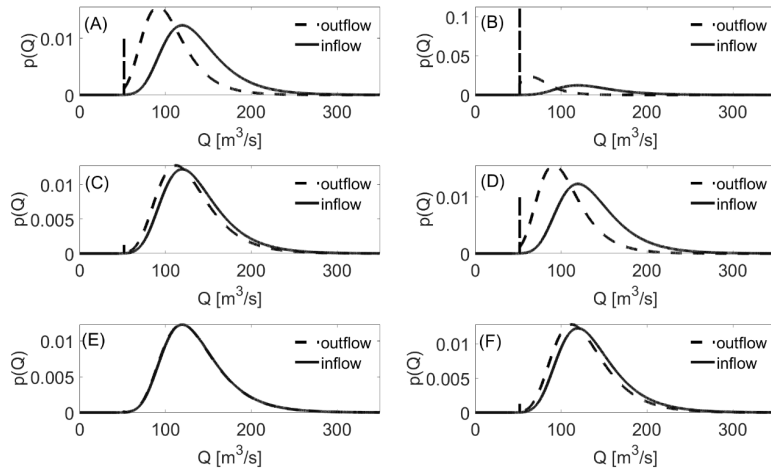 (A)
p(Q)
0.01
0
outflow
inflow
0 100 200 300
Q [m³/s]
(B)
p(Q)
0.1
0.05
0
outflow
inflow
0 100 200 300
Q [m³/s]
(C)
p(Q)
0.01
0.005
0
outflow
inflow
0 100 200 300
Q [m³/s]
(D)
p(Q)
0.01
0
outflow
inflow
0 100 200 300
Q [m³/s]
(E)
p(Q)
0.01
0.005
0
outflow
inflow
0 100 200 300
Q [m³/s]
(F)
p(Q)
0.01
0.005
0
outflow
inflow
0 100 200 300
Q [m³/s]